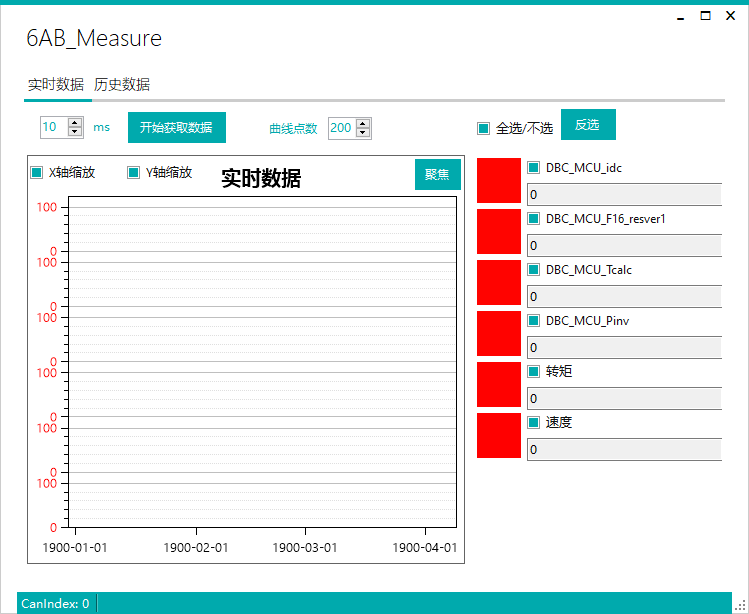 6AB_Measure
实时数据 历史数据
10 ms 开始获取数据 曲线点数 200 全选/不选 反选
X轴缩放 Y轴缩放 实时数据 聚焦
100
0
100
0
100
0
100
0
100
0
100
0
1900-01-01 1900-02-01 1900-03-01 1900-04-01
DBC_MCU_idc
0
DBC_MCU_F16_resver1
0
DBC_MCU_Tcalc
0
DBC_MCU_Pinv
0
转矩
0
速度
0
CanIndex: 0